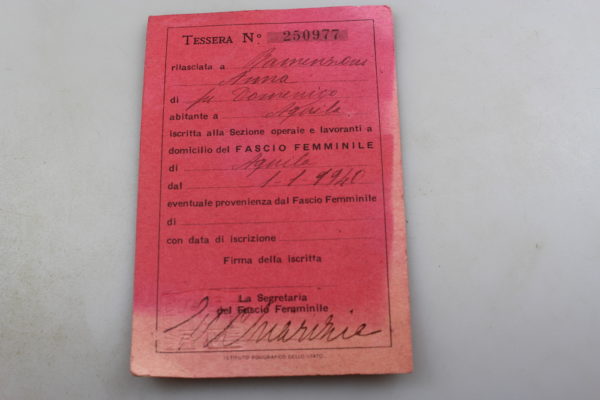 TESSERA N° 250977
rilasciata a
Anna
di fu Domenico
abitante a Aquila
iscritta alla Sezione operaie e lavoranti a
domicilio del FASCIO FEMMINILE
di Aquila
dal 1-1-1940
eventuale provenienza dal Fascio Femminile
di
con data di iscrizione
Firma della iscritta
La Segretaria
del Fascio Femminile
ISTITUTO POLIGRAFICO DELLO STATO